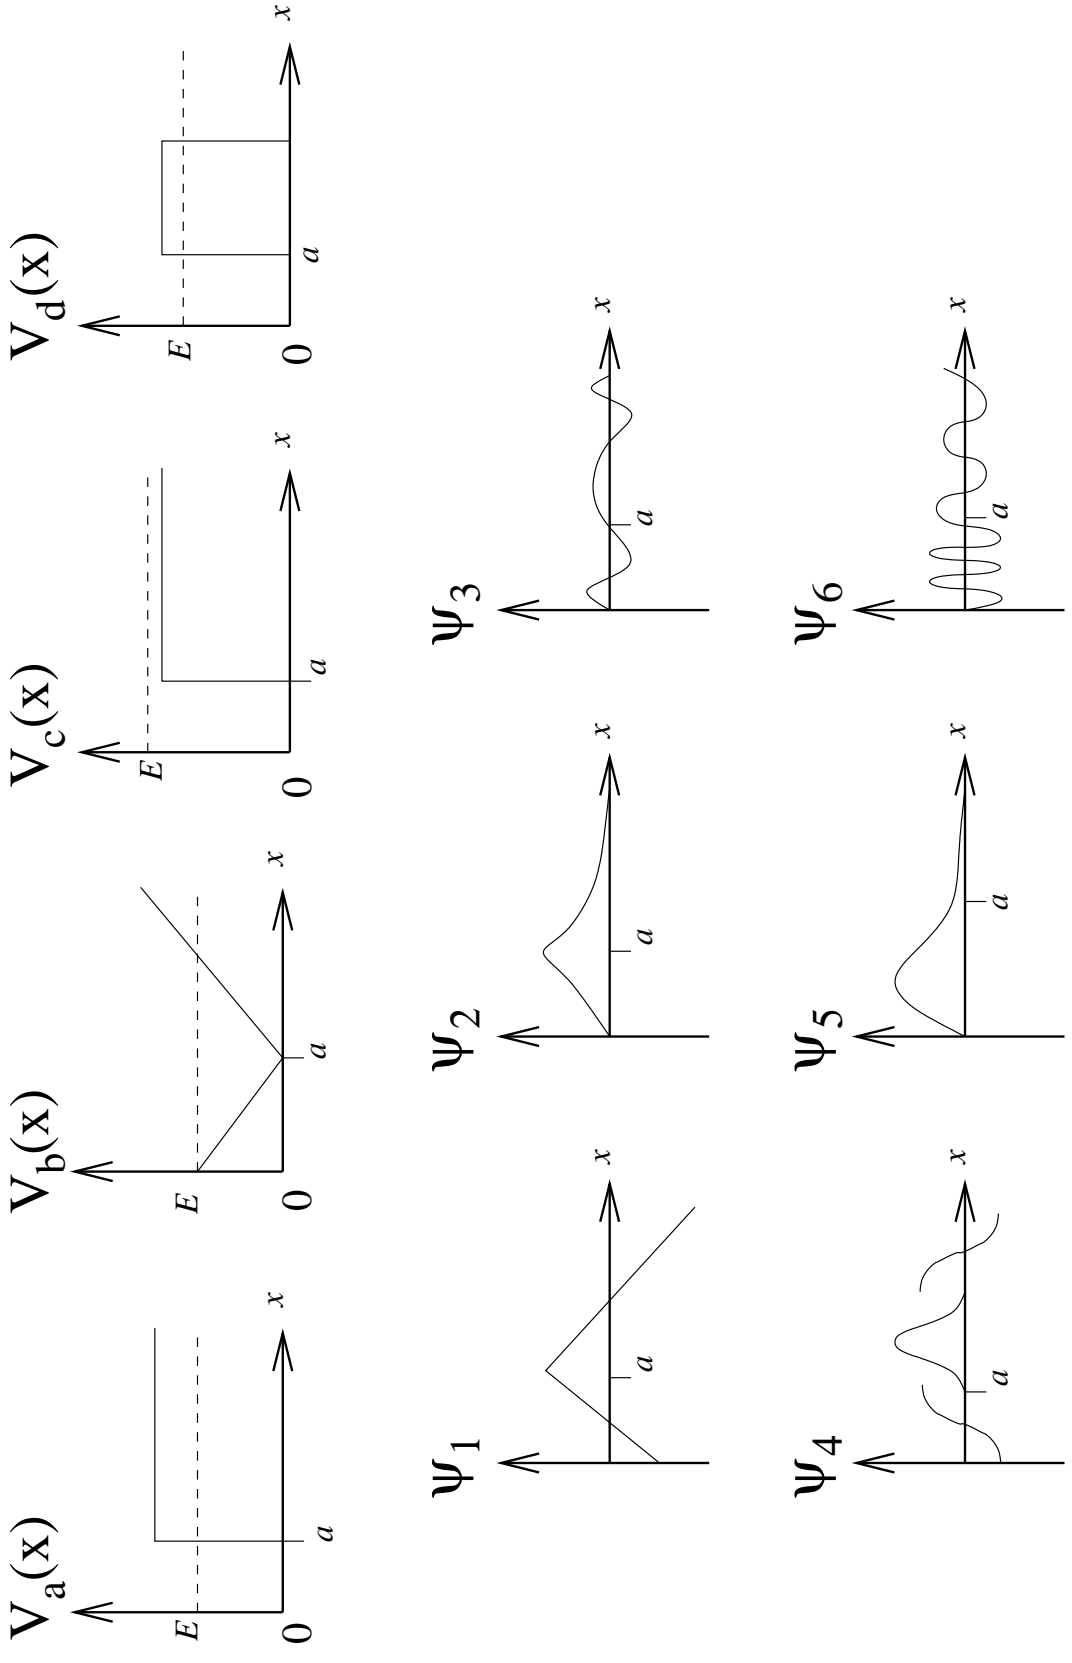 V_a(x)
E
0
a
x
V_b(x)
E
0
a
x
V_c(x)
E
0
a
x
V_d(x)
E
0
a
x
ψ_1
a
x
ψ_2
a
x
ψ_3
a
x
ψ_4
a
x
ψ_5
a
x
ψ_6
a
x